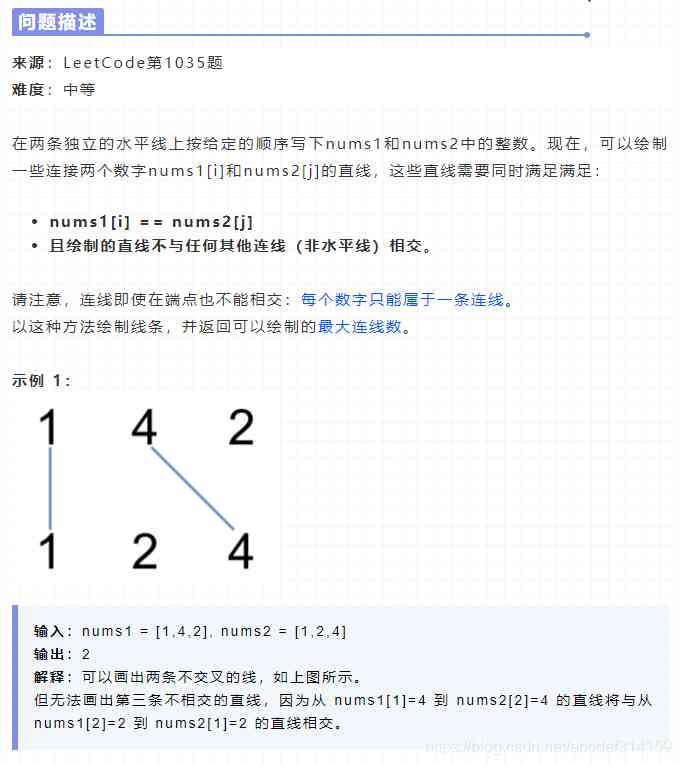 问题描述
来源：LeetCode第1035题
难度：中等
在两条独立的水平线上按给定的顺序写下nums1和nums2中的整数。现在，可以绘制
一些连接两个数字nums1[i]和nums2[j]的直线，这些直线需要同时满足满足：
• nums1[i] == nums2[j]
• 且绘制的直线不与任何其他连线（非水平线）相交。
请注意，连线即使在端点也不能相交：每个数字只能属于一条连线。
以这种方法绘制线条，并返回可以绘制的最大连线数。
示例 1：
1 4 2
1 2 4
输入：nums1 = [1,4,2], nums2 = [1,2,4]
输出：2
解释：可以画出两条不交叉的线，如上图所示。
但无法画出第三条不相交的直线，因为从 nums1[1]=4 到 nums2[2]=4 的直线将与从
nums1[2]=2 到 nums2[1]=2 的直线相交。